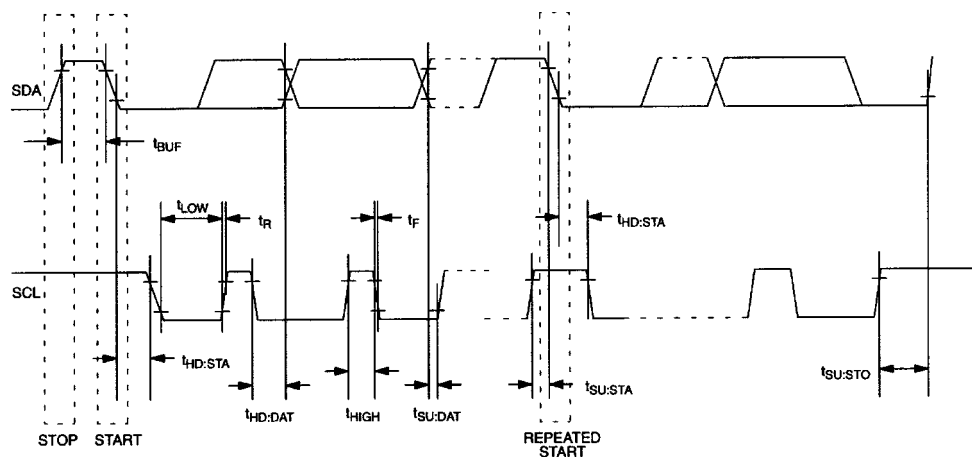 SDA
tBUF
tLOW
tR
tF
tHD:STA
SCL
tHD:STA
tHD:DAT
tHIGH
tSU:DAT
tSU:STA
tSU:STO
STOP
START
REPEATED
START